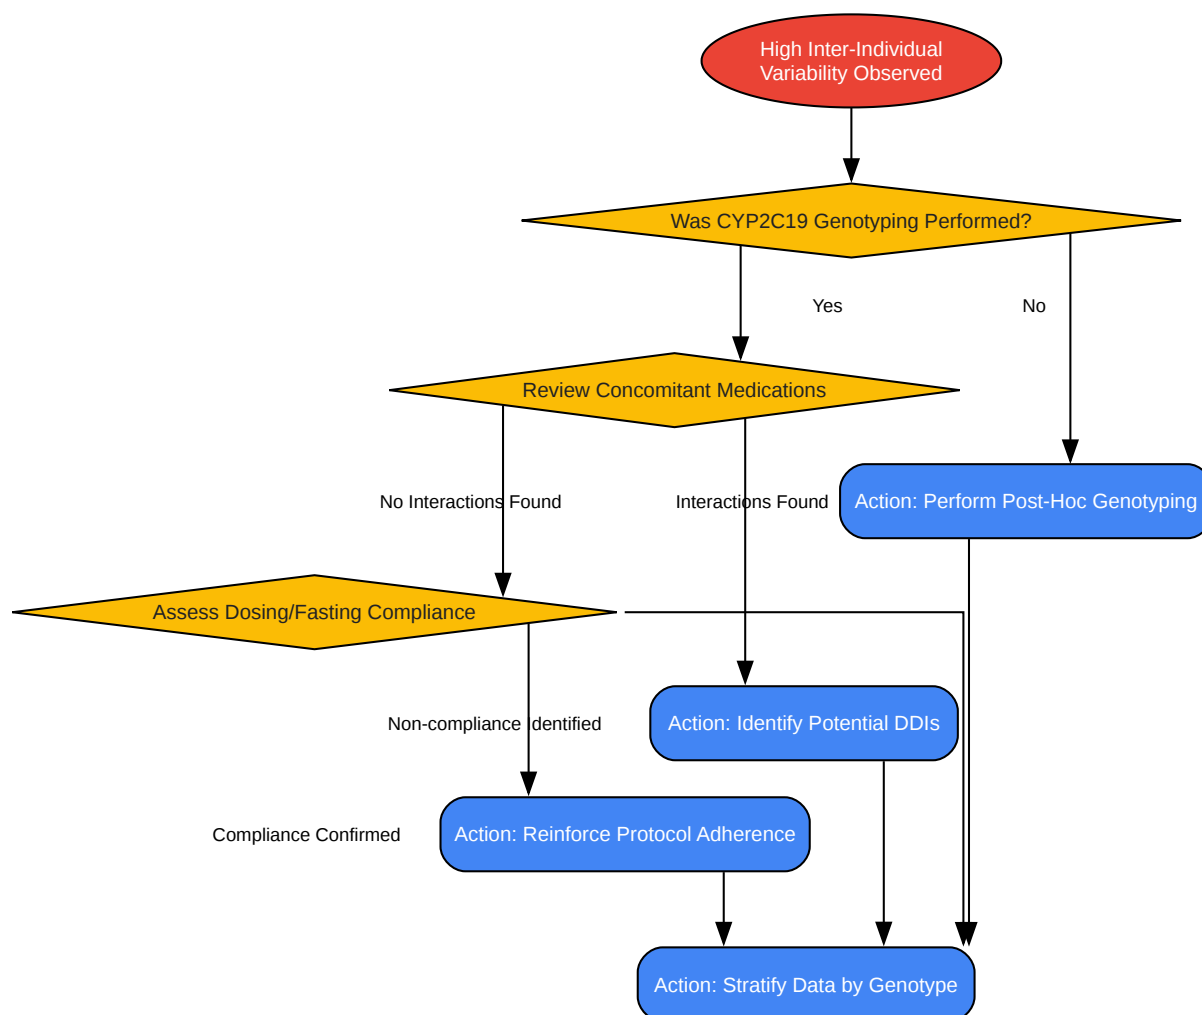 High Inter-Individual
Variability Observed
Was CYP2C19 Genotyping Performed?
Yes
No
Review Concomitant Medications
No Interactions Found
Interactions Found
Action: Perform Post-Hoc Genotyping
Assess Dosing/Fasting Compliance
Non-compliance Identified
Action: Identify Potential DDIs
Compliance Confirmed
Action: Reinforce Protocol Adherence
Action: Stratify Data by Genotype